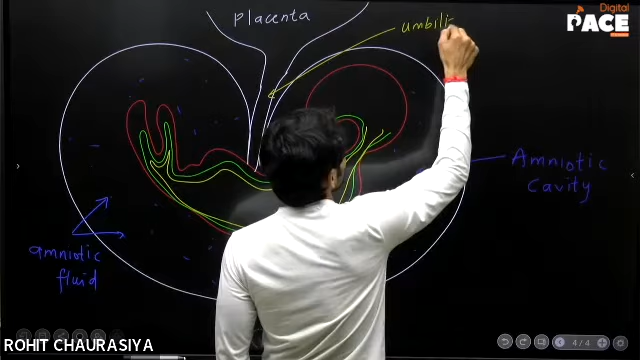 Digital
PACE
Placenta
umbili
Amniotic
cavity
amniotic
fluid
4/4
ROHIT CHAURASIYA